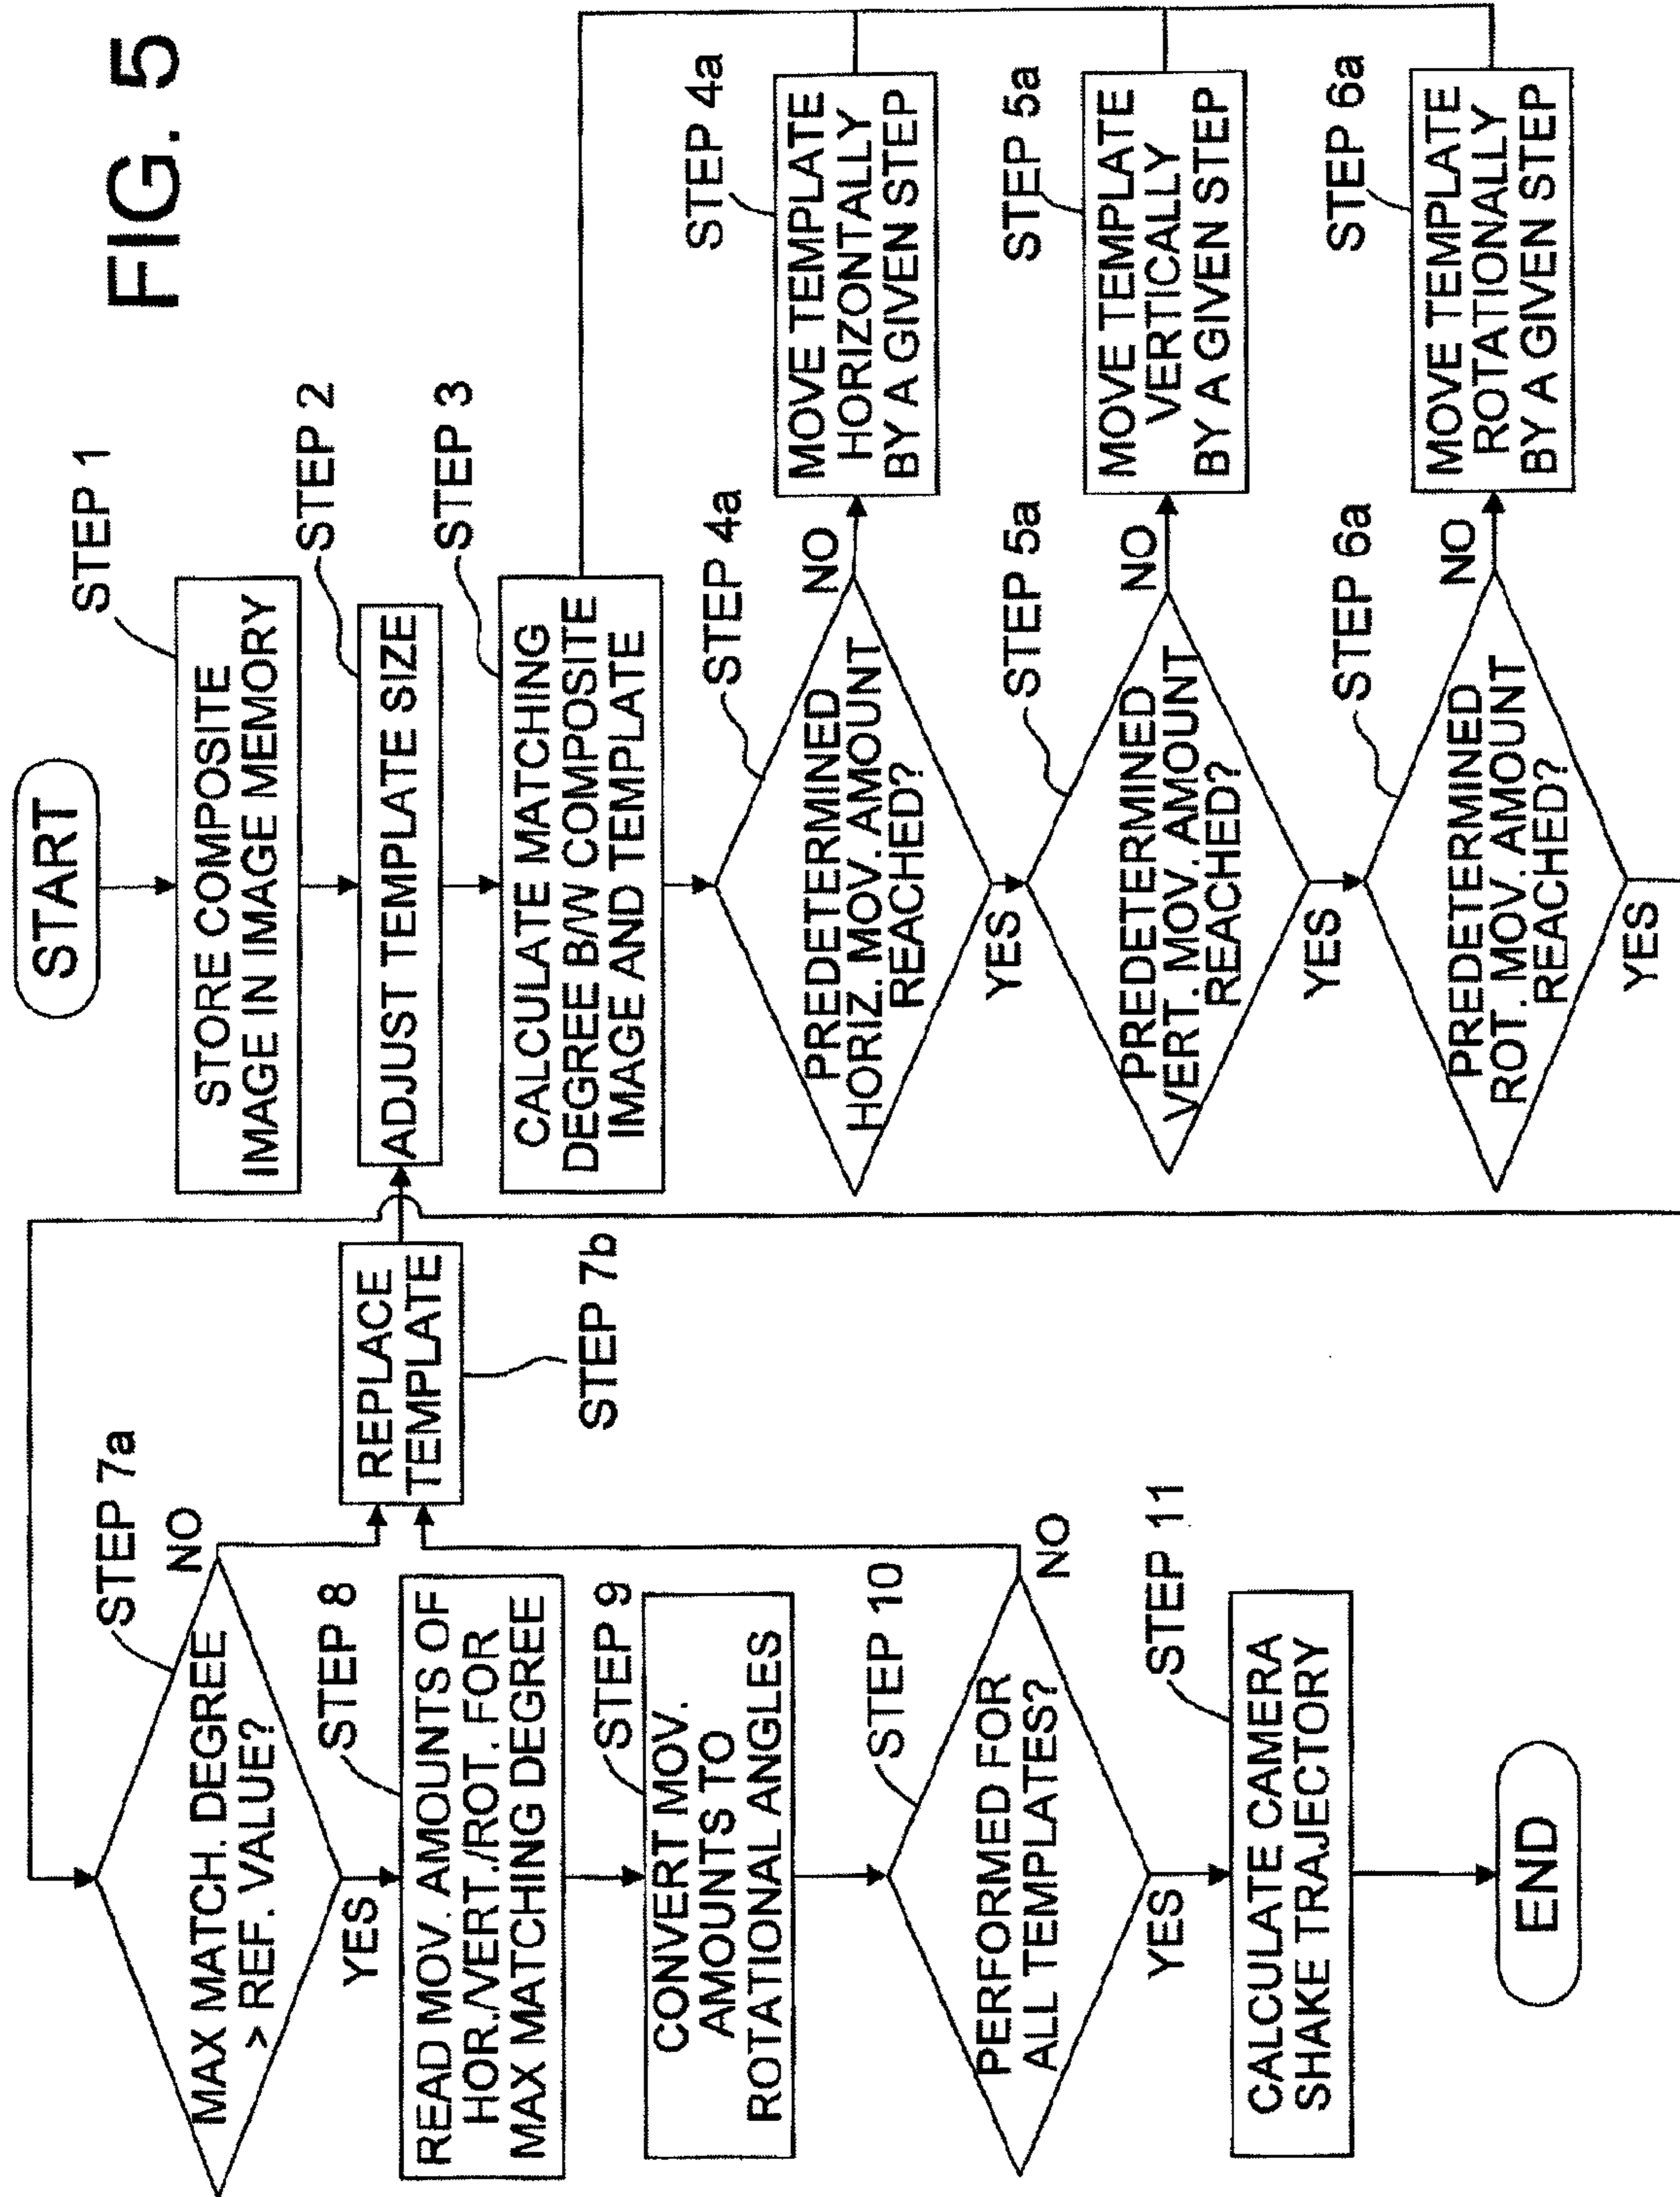 FIG. 5
START
STEP 1
STORE COMPOSITE
IMAGE IN IMAGE MEMORY
STEP 2
ADJUST TEMPLATE SIZE
STEP 3
CALCULATE MATCHING
DEGREE B/W COMPOSITE
IMAGE AND TEMPLATE
STEP 4a
PREDETERMINED
HORIZ. MOV. AMOUNT
REACHED?
NO
YES
STEP 4a
MOVE TEMPLATE
HORIZONTALLY
BY A GIVEN STEP
STEP 5a
PREDETERMINED
VERT. MOV. AMOUNT
REACHED?
NO
YES
STEP 5a
MOVE TEMPLATE
VERTICALLY
BY A GIVEN STEP
STEP 6a
PREDETERMINED
ROT. MOV. AMOUNT
REACHED?
NO
YES
STEP 6a
MOVE TEMPLATE
ROTATIONALLY
BY A GIVEN STEP
STEP 7a
MAX MATCH. DEGREE
> REF. VALUE?
NO
YES
REPLACE
TEMPLATE
STEP 7b
STEP 8
READ MOV. AMOUNTS OF
HOR./VERT./ROT. FOR
MAX MATCHING DEGREE
STEP 9
CONVERT MOV.
AMOUNTS TO
ROTATIONAL ANGLES
STEP 10
PERFORMED FOR
ALL TEMPLATES?
NO
YES
STEP 11
CALCULATE CAMERA
SHAKE TRAJECTORY
END